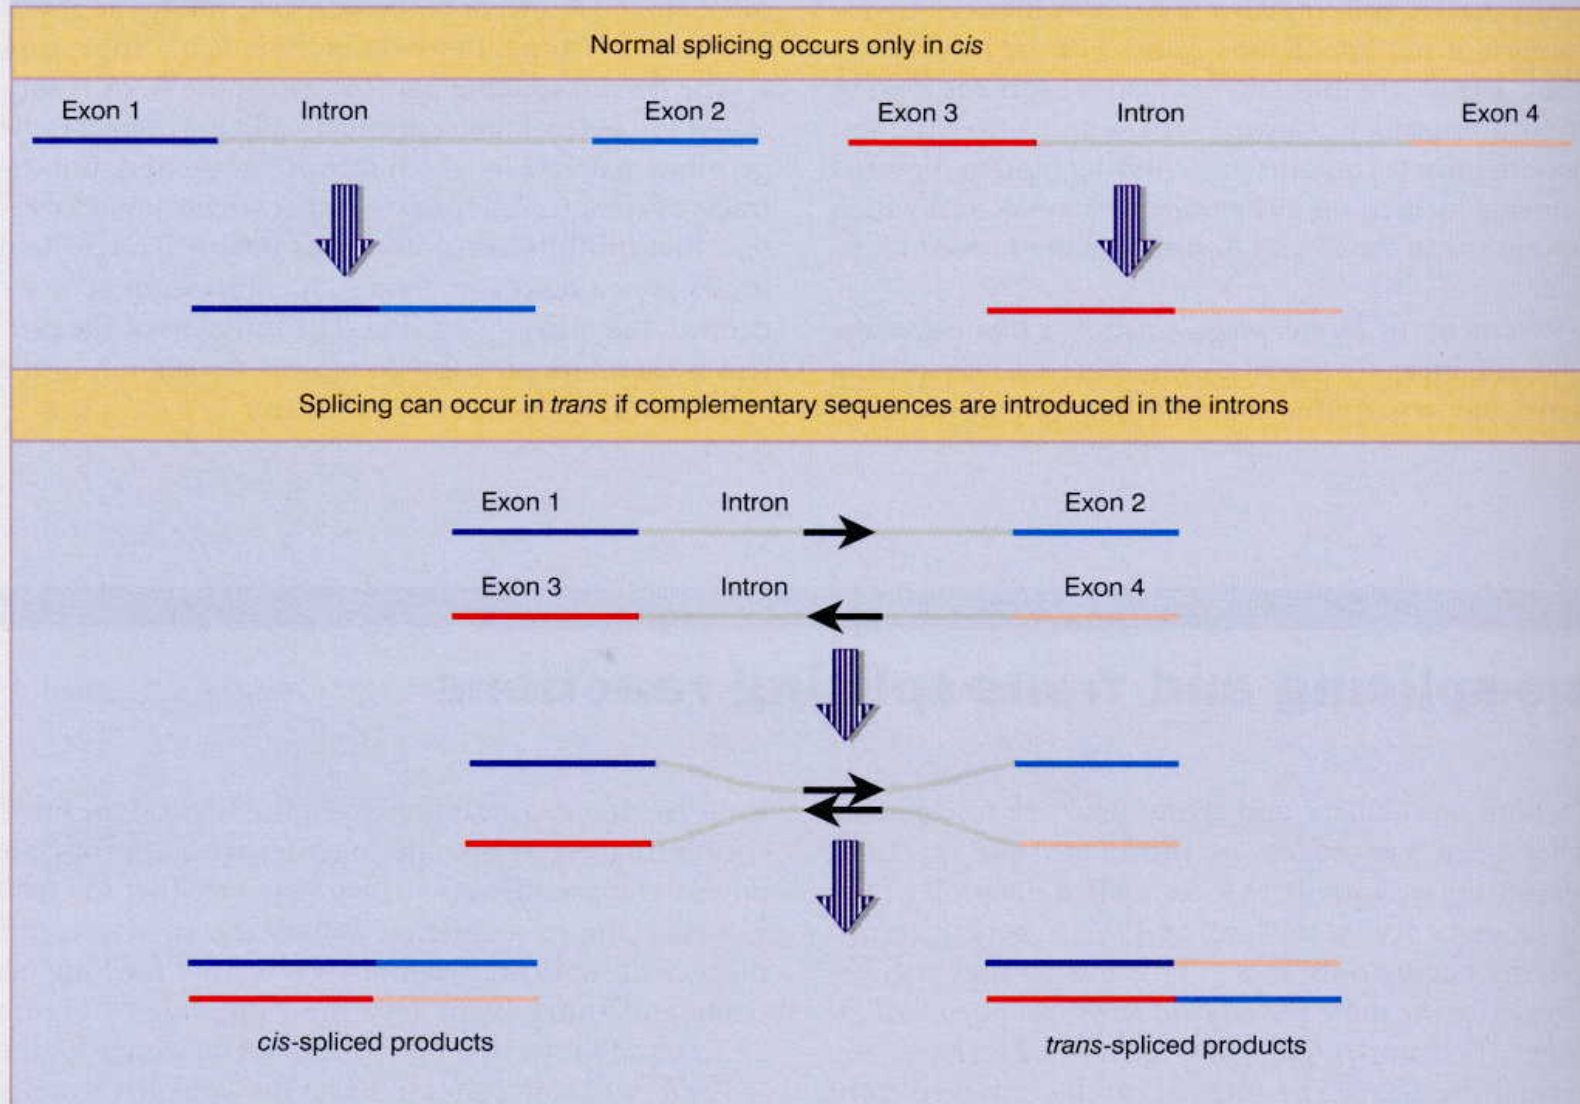 Normal splicing occurs only in cis
Exon 1 Intron Exon 2 Exon 3 Intron Exon 4
Splicing can occur in trans if complementary sequences are introduced in the introns
Exon 1 Intron Exon 2
Exon 3 Intron Exon 4
cis-spliced products trans-spliced products